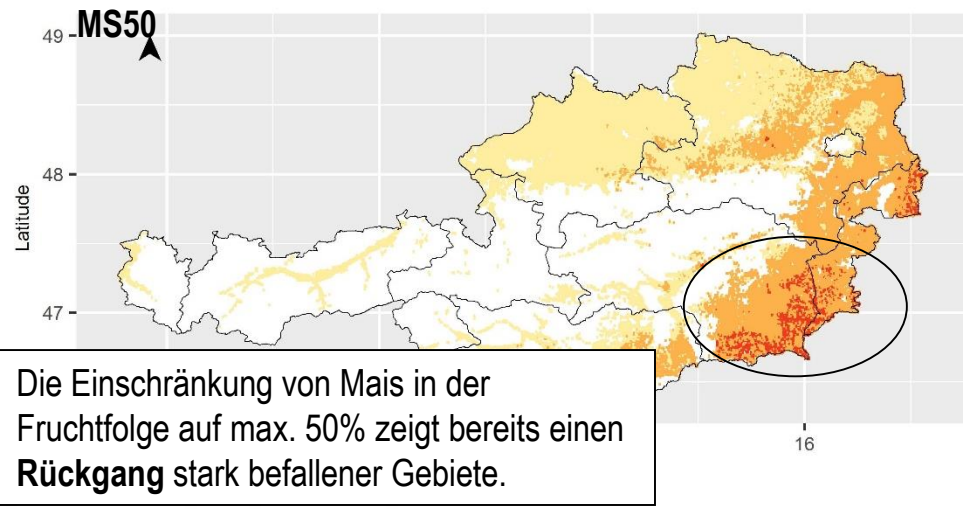 MS50
49
48
47
Latitude
16
Die Einschränkung von Mais in der
Fruchtfolge auf max. 50% zeigt bereits einen
Rückgang stark befallener Gebiete.